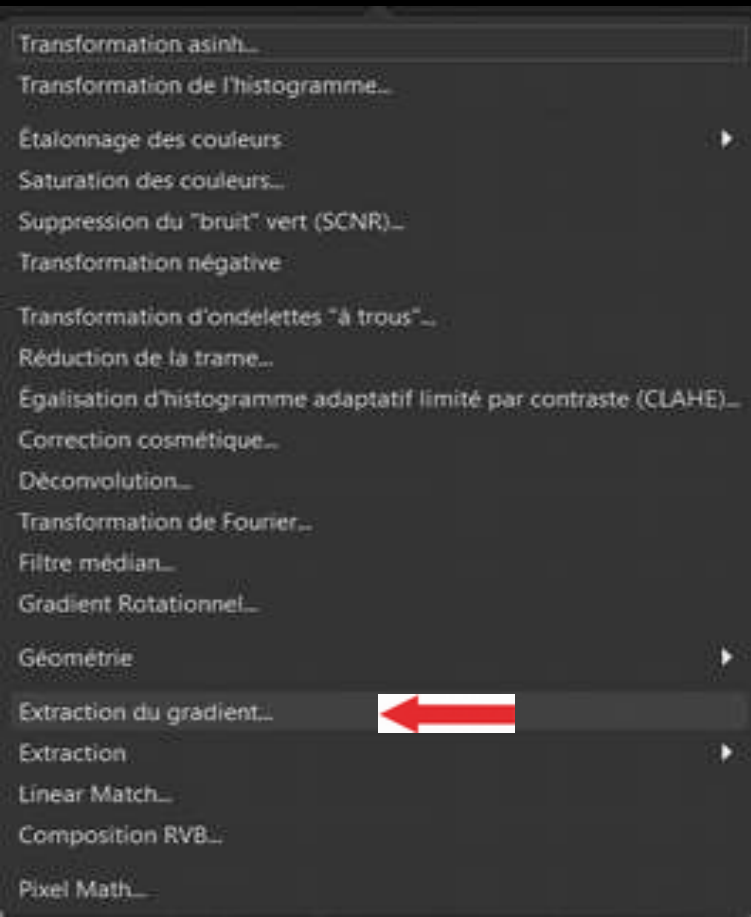 Transformation asinh...
Transformation de l'histogramme...
Étalonnage des couleurs
Saturation des couleurs...
Suppression du "bruit" vert (SCNR)...
Transformation négative
Transformation d'ondelettes "à trous"...
Réduction de la trame...
Égalisation d'histogramme adaptatif limité par contraste (CLAHE)...
Correction cosmétique...
Déconvolution...
Transformation de Fourier...
Filtre médian...
Gradient Rotationnel...
Géométrie
Extraction du gradient...
Extraction
Linear Match...
Composition RVB...
Pixel Math...